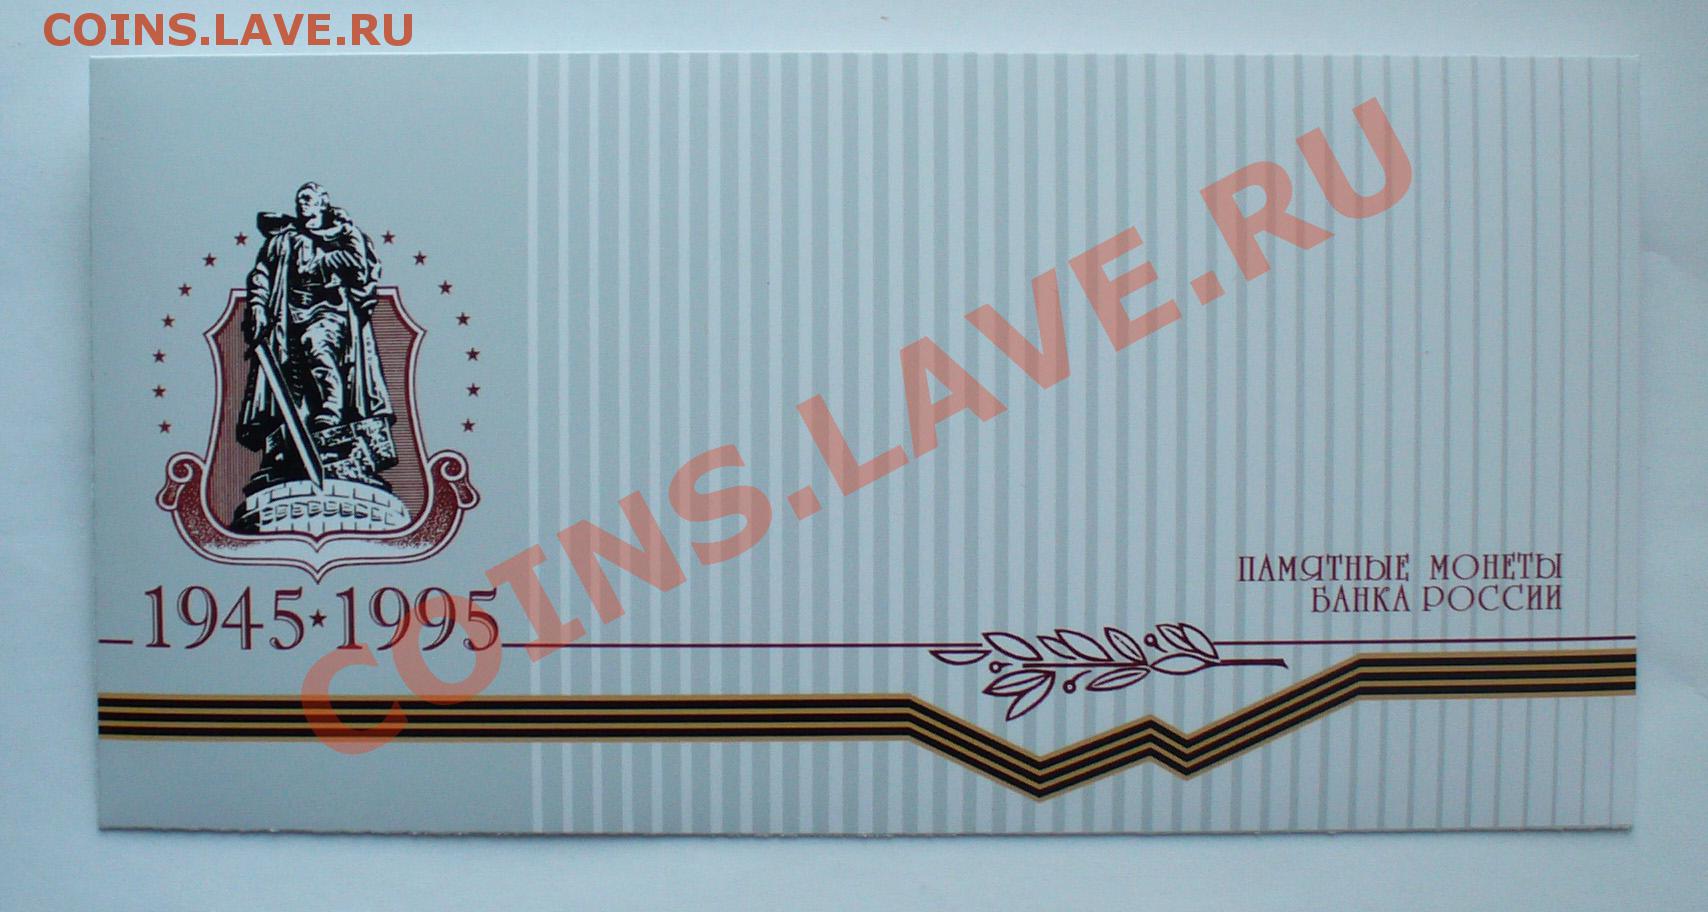 COINS.LAVE.RU
COINS.LAVE.RU
ПАМЯТНЫЕ МОНЕТЫ
БАНКА РОССИИ
1945★1995